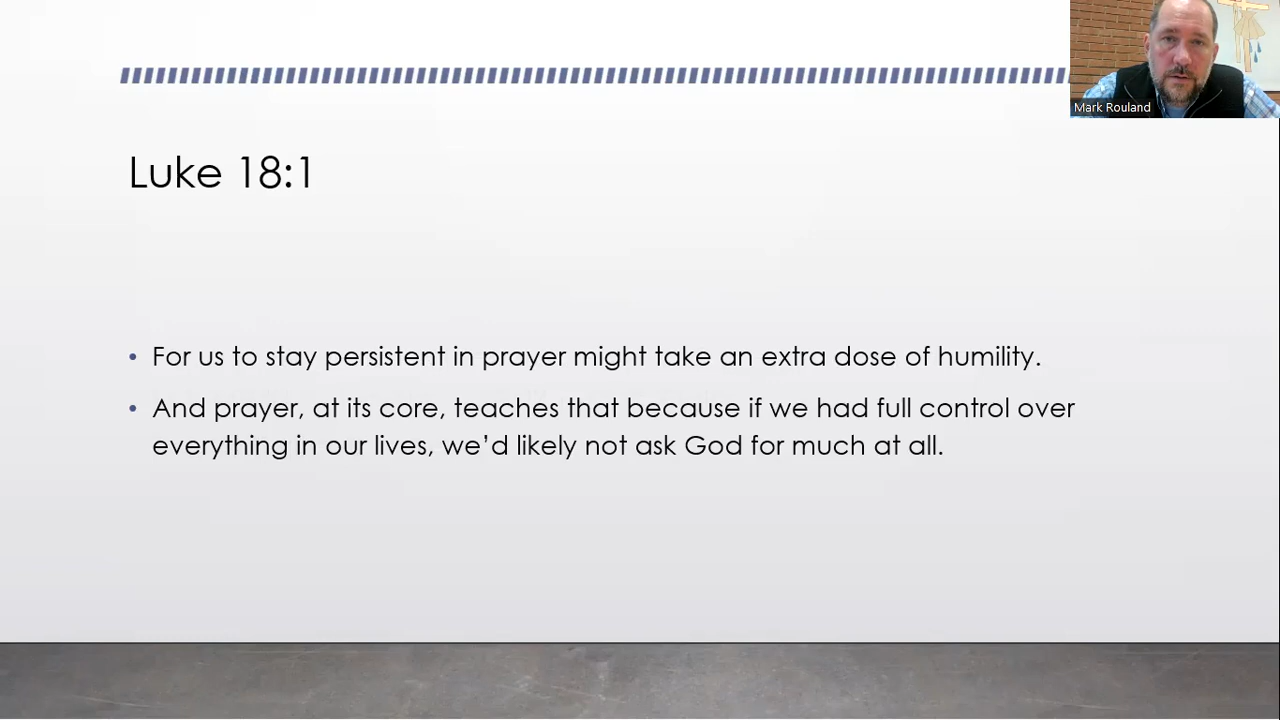 Mark Rouland
Luke 18:1
• For us to stay persistent in prayer might take an extra dose of humility.
• And prayer, at its core, teaches that because if we had full control over
everything in our lives, we’d likely not ask God for much at all.